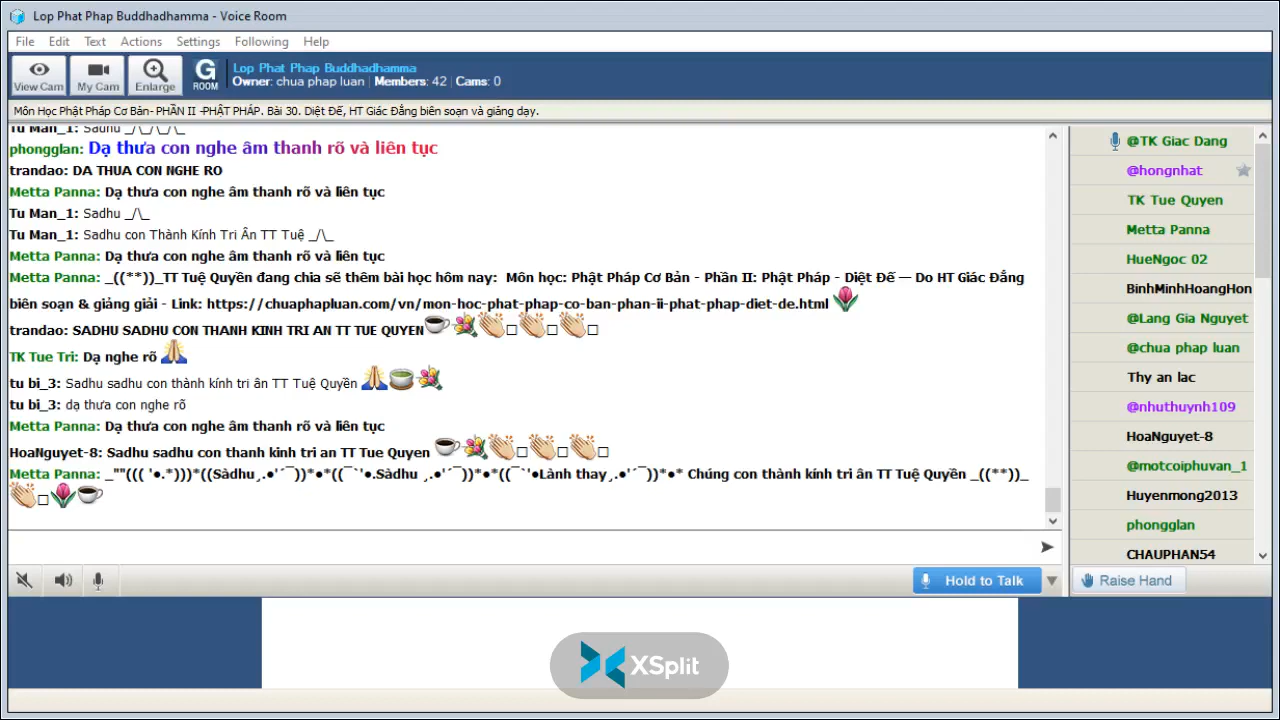 Lop Phat Phap Buddhadhamma - Voice Room
File Edit Text Actions Settings Following Help
View Cam My Cam Enlarge G ROOM
Lop Phat Phap Buddhadhamma
Owner: chua phap luan | Members: 42 | Cams: 0
Môn Học Phật Pháp Cơ Bản- PHẦN II -PHẬT PHÁP. Bài 30. Diệt Đế, HT Giác Đẳng biên soạn và giảng dạy.
Tu Man_1: Sadhu _/\_/\_/\_
phongglan: Dạ thưa con nghe âm thanh rõ và liên tục
trandao: DA THUA CON NGHE RO
Metta Panna: Dạ thưa con nghe âm thanh rõ và liên tục
Tu Man_1: Sadhu _/\_
Tu Man_1: Sadhu con Thành Kính Tri Ân TT Tuệ _/\_
Metta Panna: Dạ thưa con nghe âm thanh rõ và liên tục
Metta Panna: _((**))_TT Tuệ Quyền đang chia sẽ thêm bài học hôm nay: Môn học: Phật Pháp Cơ Bản - Phần II: Phật Pháp - Diệt Đế — Do HT Giác Đẳng
biên soạn & giảng giải - Link: https://chuaphapluan.com/vn/mon-hoc-phat-phap-co-ban-phan-ii-phat-phap-diet-de.html
trandao: SADHU SADHU CON THANH KINH TRI AN TT TUE QUYEN
TK Tue Tri: Dạ nghe rõ
tu bi_3: Sadhu sadhu con thành kính tri ân TT Tuệ Quyền
tu bi_3: dạ thưa con nghe rõ
Metta Panna: Dạ thưa con nghe âm thanh rõ và liên tục
HoaNguyet-8: Sadhu sadhu con thanh kinh tri an TT Tue Quyen
Metta Panna: _""((( '●.*)))*((Sàdhu¸.●'´¯))*●*((¯`'●.Sàdhu ¸.●'´¯))*●*((¯`'●Lành thay¸.●'´¯))*●* Chúng con thành kính tri ân TT Tuệ Quyền _((**))_
@TK Giac Dang
@hongnhat
TK Tue Quyen
Metta Panna
HueNgoc 02
BinhMinhHoangHon
@Lang Gia Nguyet
@chua phap luan
Thy an lac
@nhuthuynh109
HoaNguyet-8
@motcoiphuvan_1
Huyenmong2013
phongglan
CHAUPHAN54
Hold to Talk
Raise Hand
XSplit